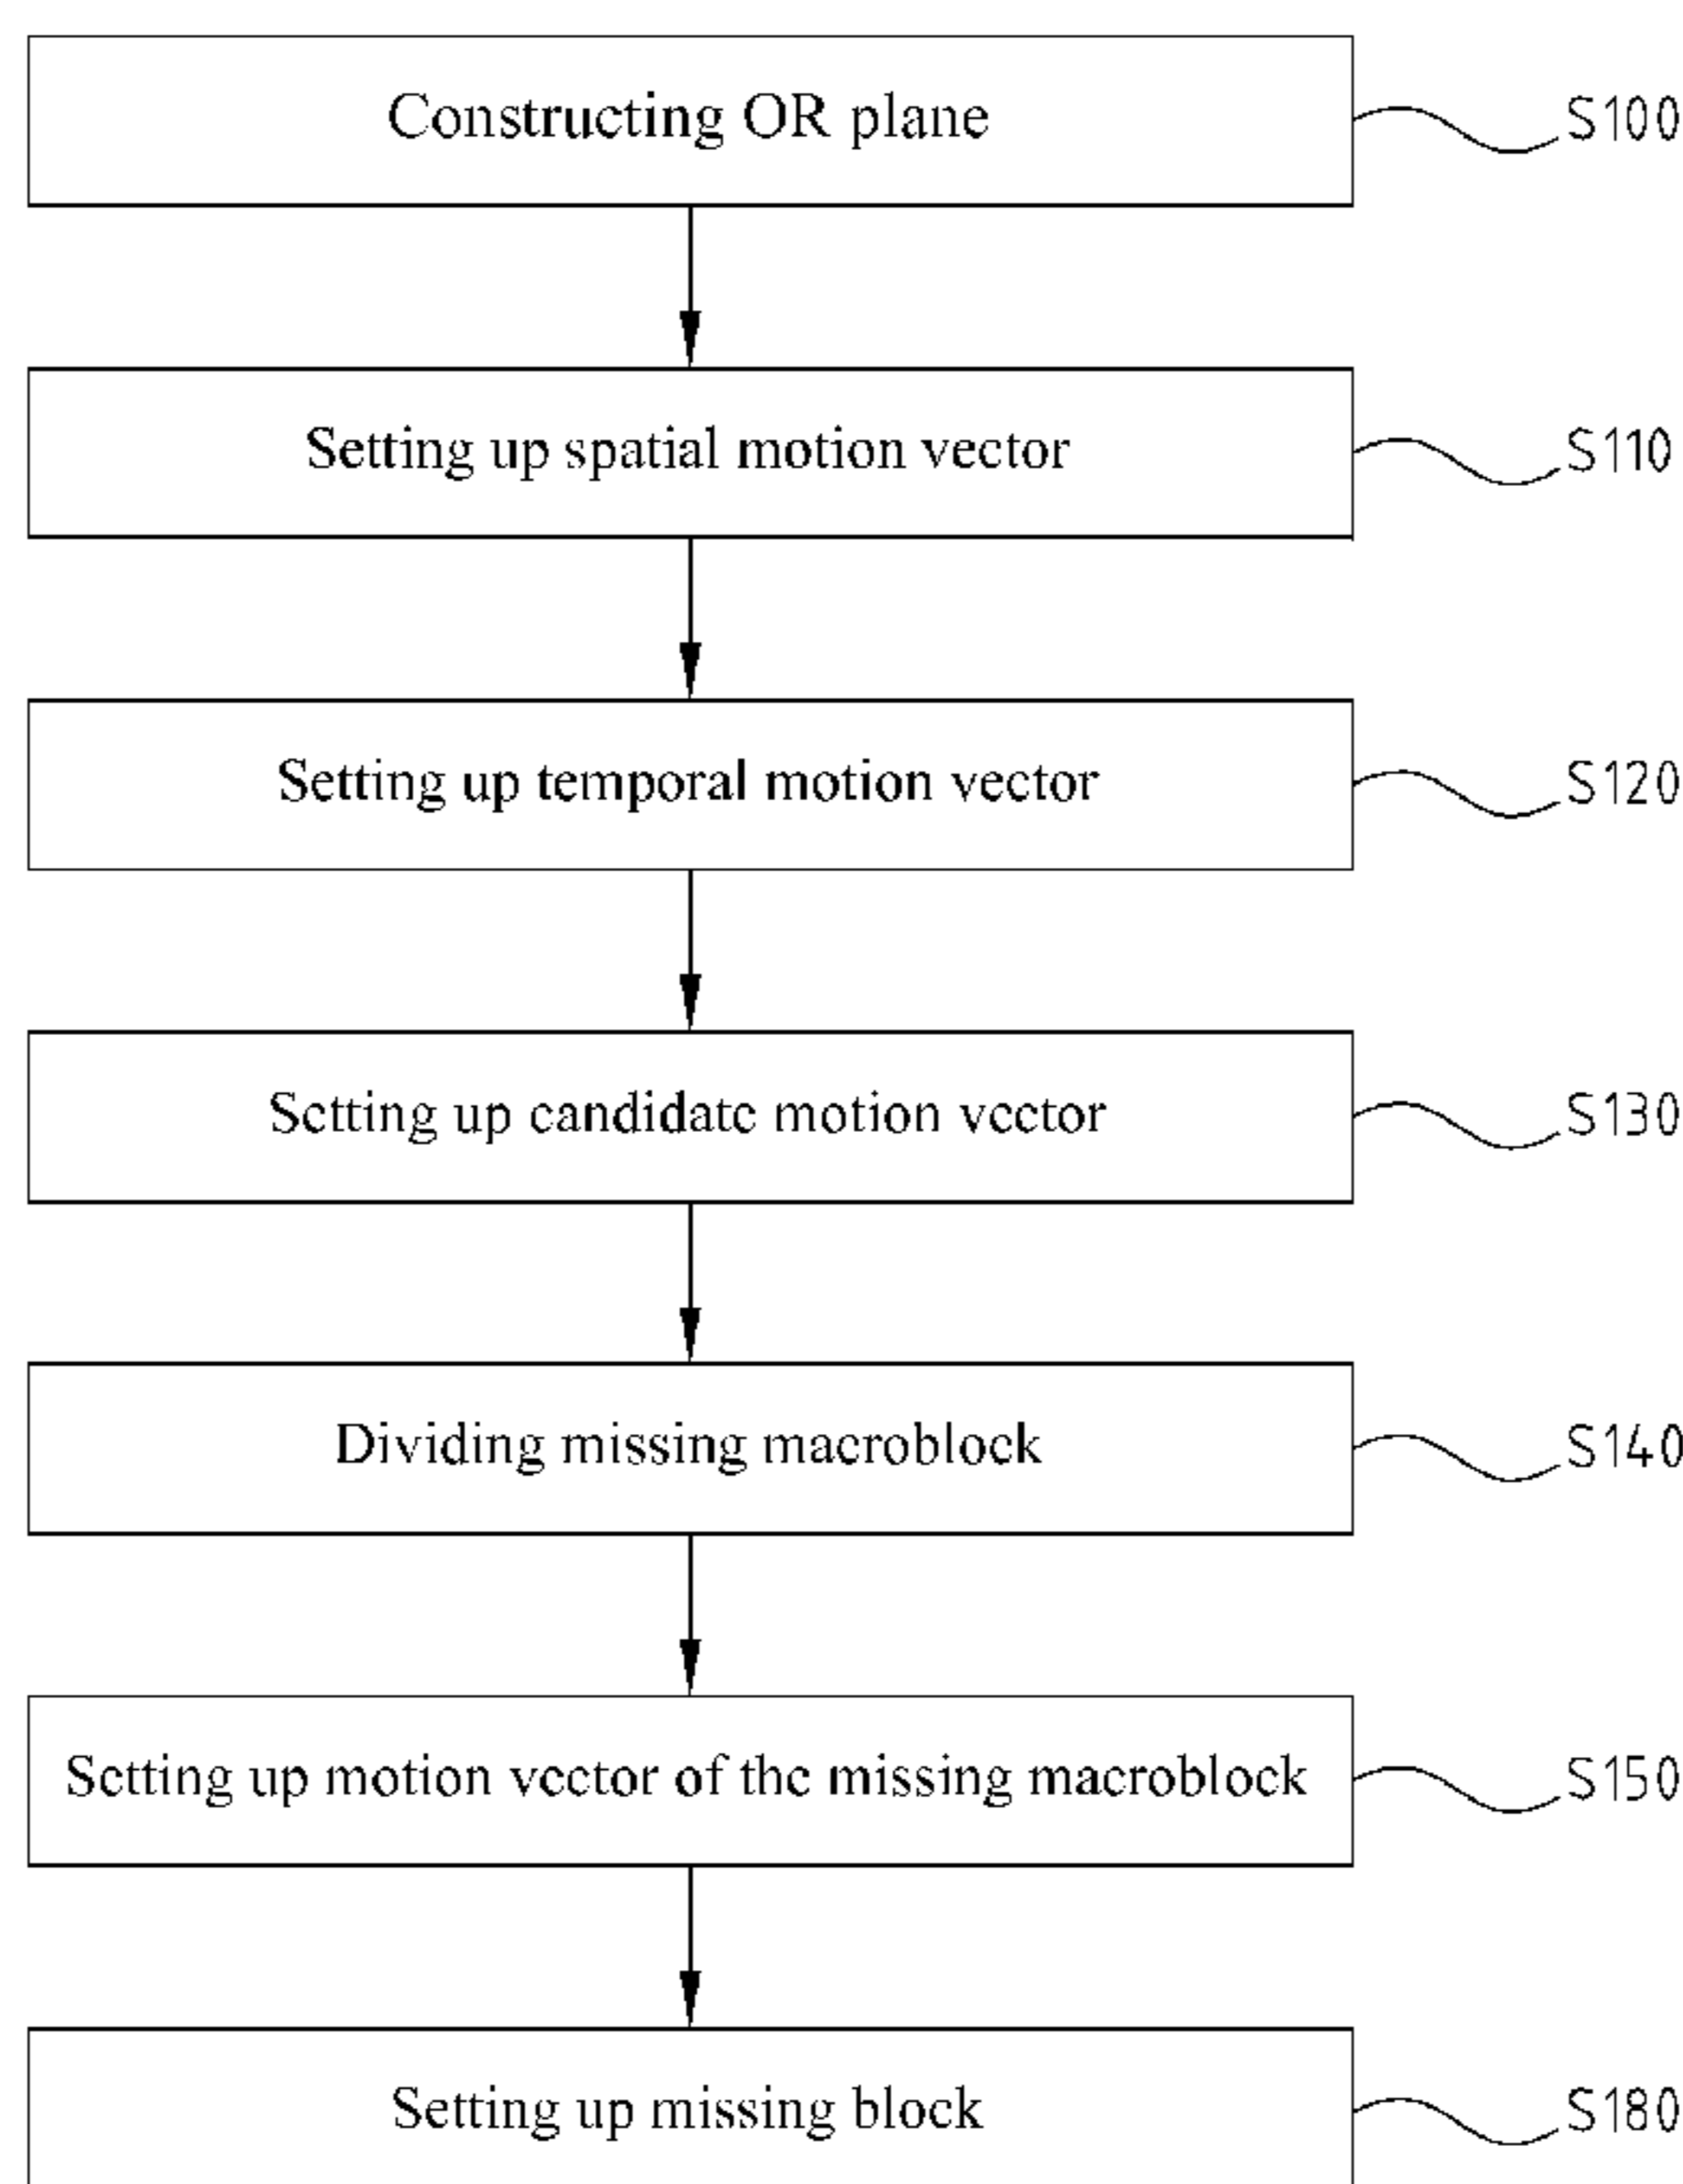 Constructing OR plane
S100
Setting up spatial motion vector
S110
Setting up temporal motion vector
S120
Setting up candidate motion vector
S130
Dividing missing macroblock
S140
Setting up motion vector of the missing macroblock
S150
Setting up missing block
S180